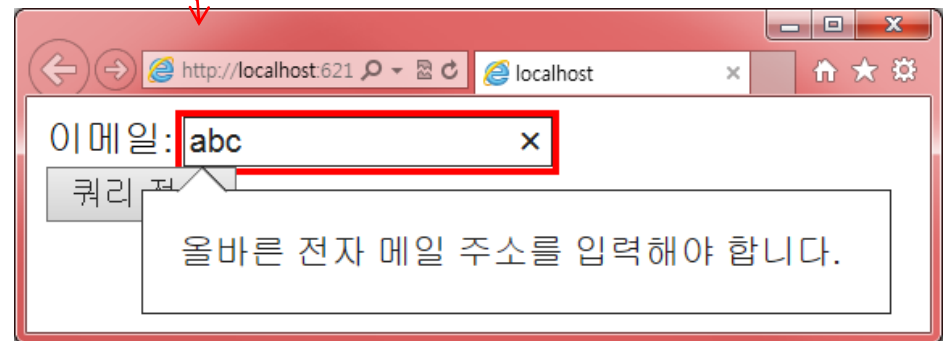 http://localhost:621
localhost
이메일: abc
쿼리
올바른 전자 메일 주소를 입력해야 합니다.